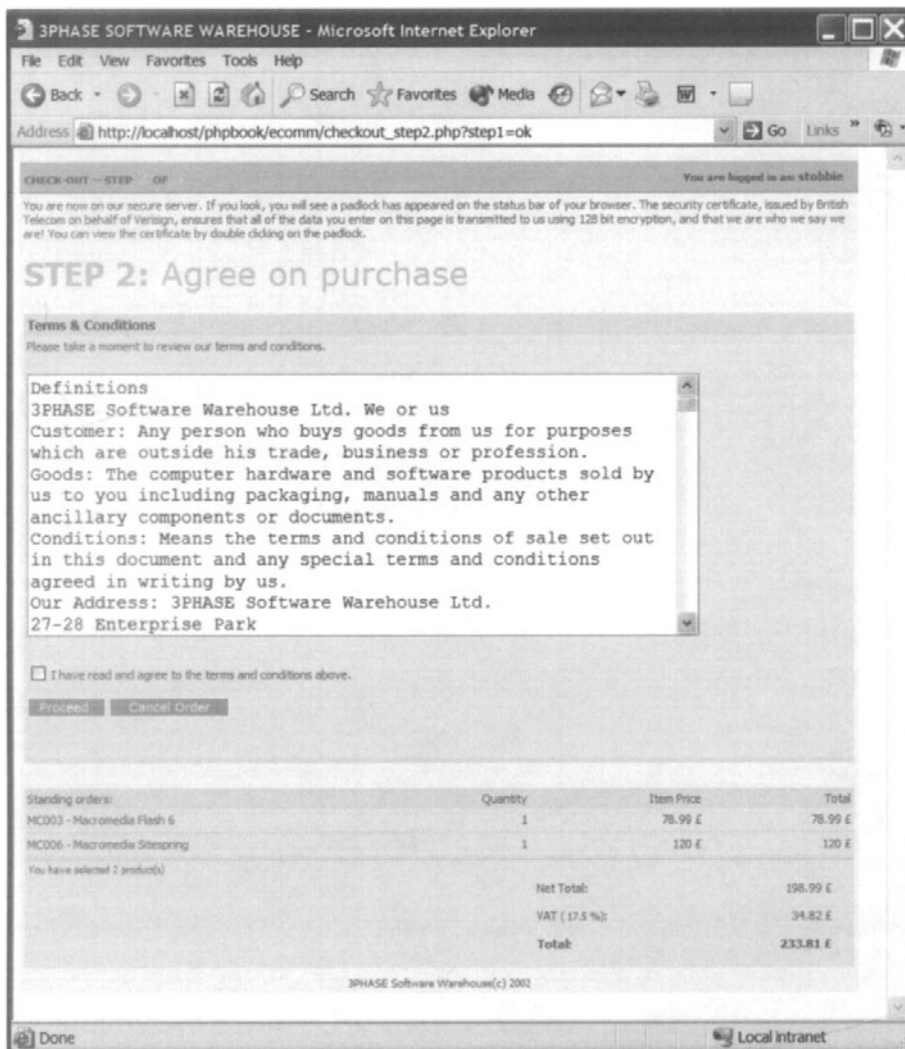 3PHASE SOFTWARE WAREHOUSE - Microsoft Internet Explorer
File Edit View Favorites Tools Help
Back Search Favorites Media
Address http://localhost/phpbook/ecomm/checkout_step2.php?step1=ok Go Links »
CHECK-OUT -- STEP OF You are logged in as: stobbie
You are now on our secure server. If you look, you will see a padlock has appeared on the status bar of your browser. The security certificate, issued by British
Telecom on behalf of Verisign, ensures that all of the data you enter on this page is transmitted to us using 128 bit encryption, and that we are who we say we
are! You can view the certificate by double clicking on the padlock.
STEP 2: Agree on purchase
Terms & Conditions
Please take a moment to review our terms and conditions.
Definitions
3PHASE Software Warehouse Ltd. We or us
Customer: Any person who buys goods from us for purposes
which are outside his trade, business or profession.
Goods: The computer hardware and software products sold by
us to you including packaging, manuals and any other
ancillary components or documents.
Conditions: Means the terms and conditions of sale set out
in this document and any special terms and conditions
agreed in writing by us.
Our Address: 3PHASE Software Warehouse Ltd.
27-28 Enterprise Park
I have read and agree to the terms and conditions above.
Proceed Cancel Order
Standing orders: Quantity Item Price Total
MC003 - Macromedia Flash 6 1 78.99 £ 78.99 £
MC006 - Macromedia Sitespring 1 120 £ 120 £
You have selected 2 product(s)
Net Total: 198.99 £
VAT ( 17.5 %): 34.82 £
Total: 233.81 £
3PHASE Software Warehouse(c) 2002
Done Local intranet